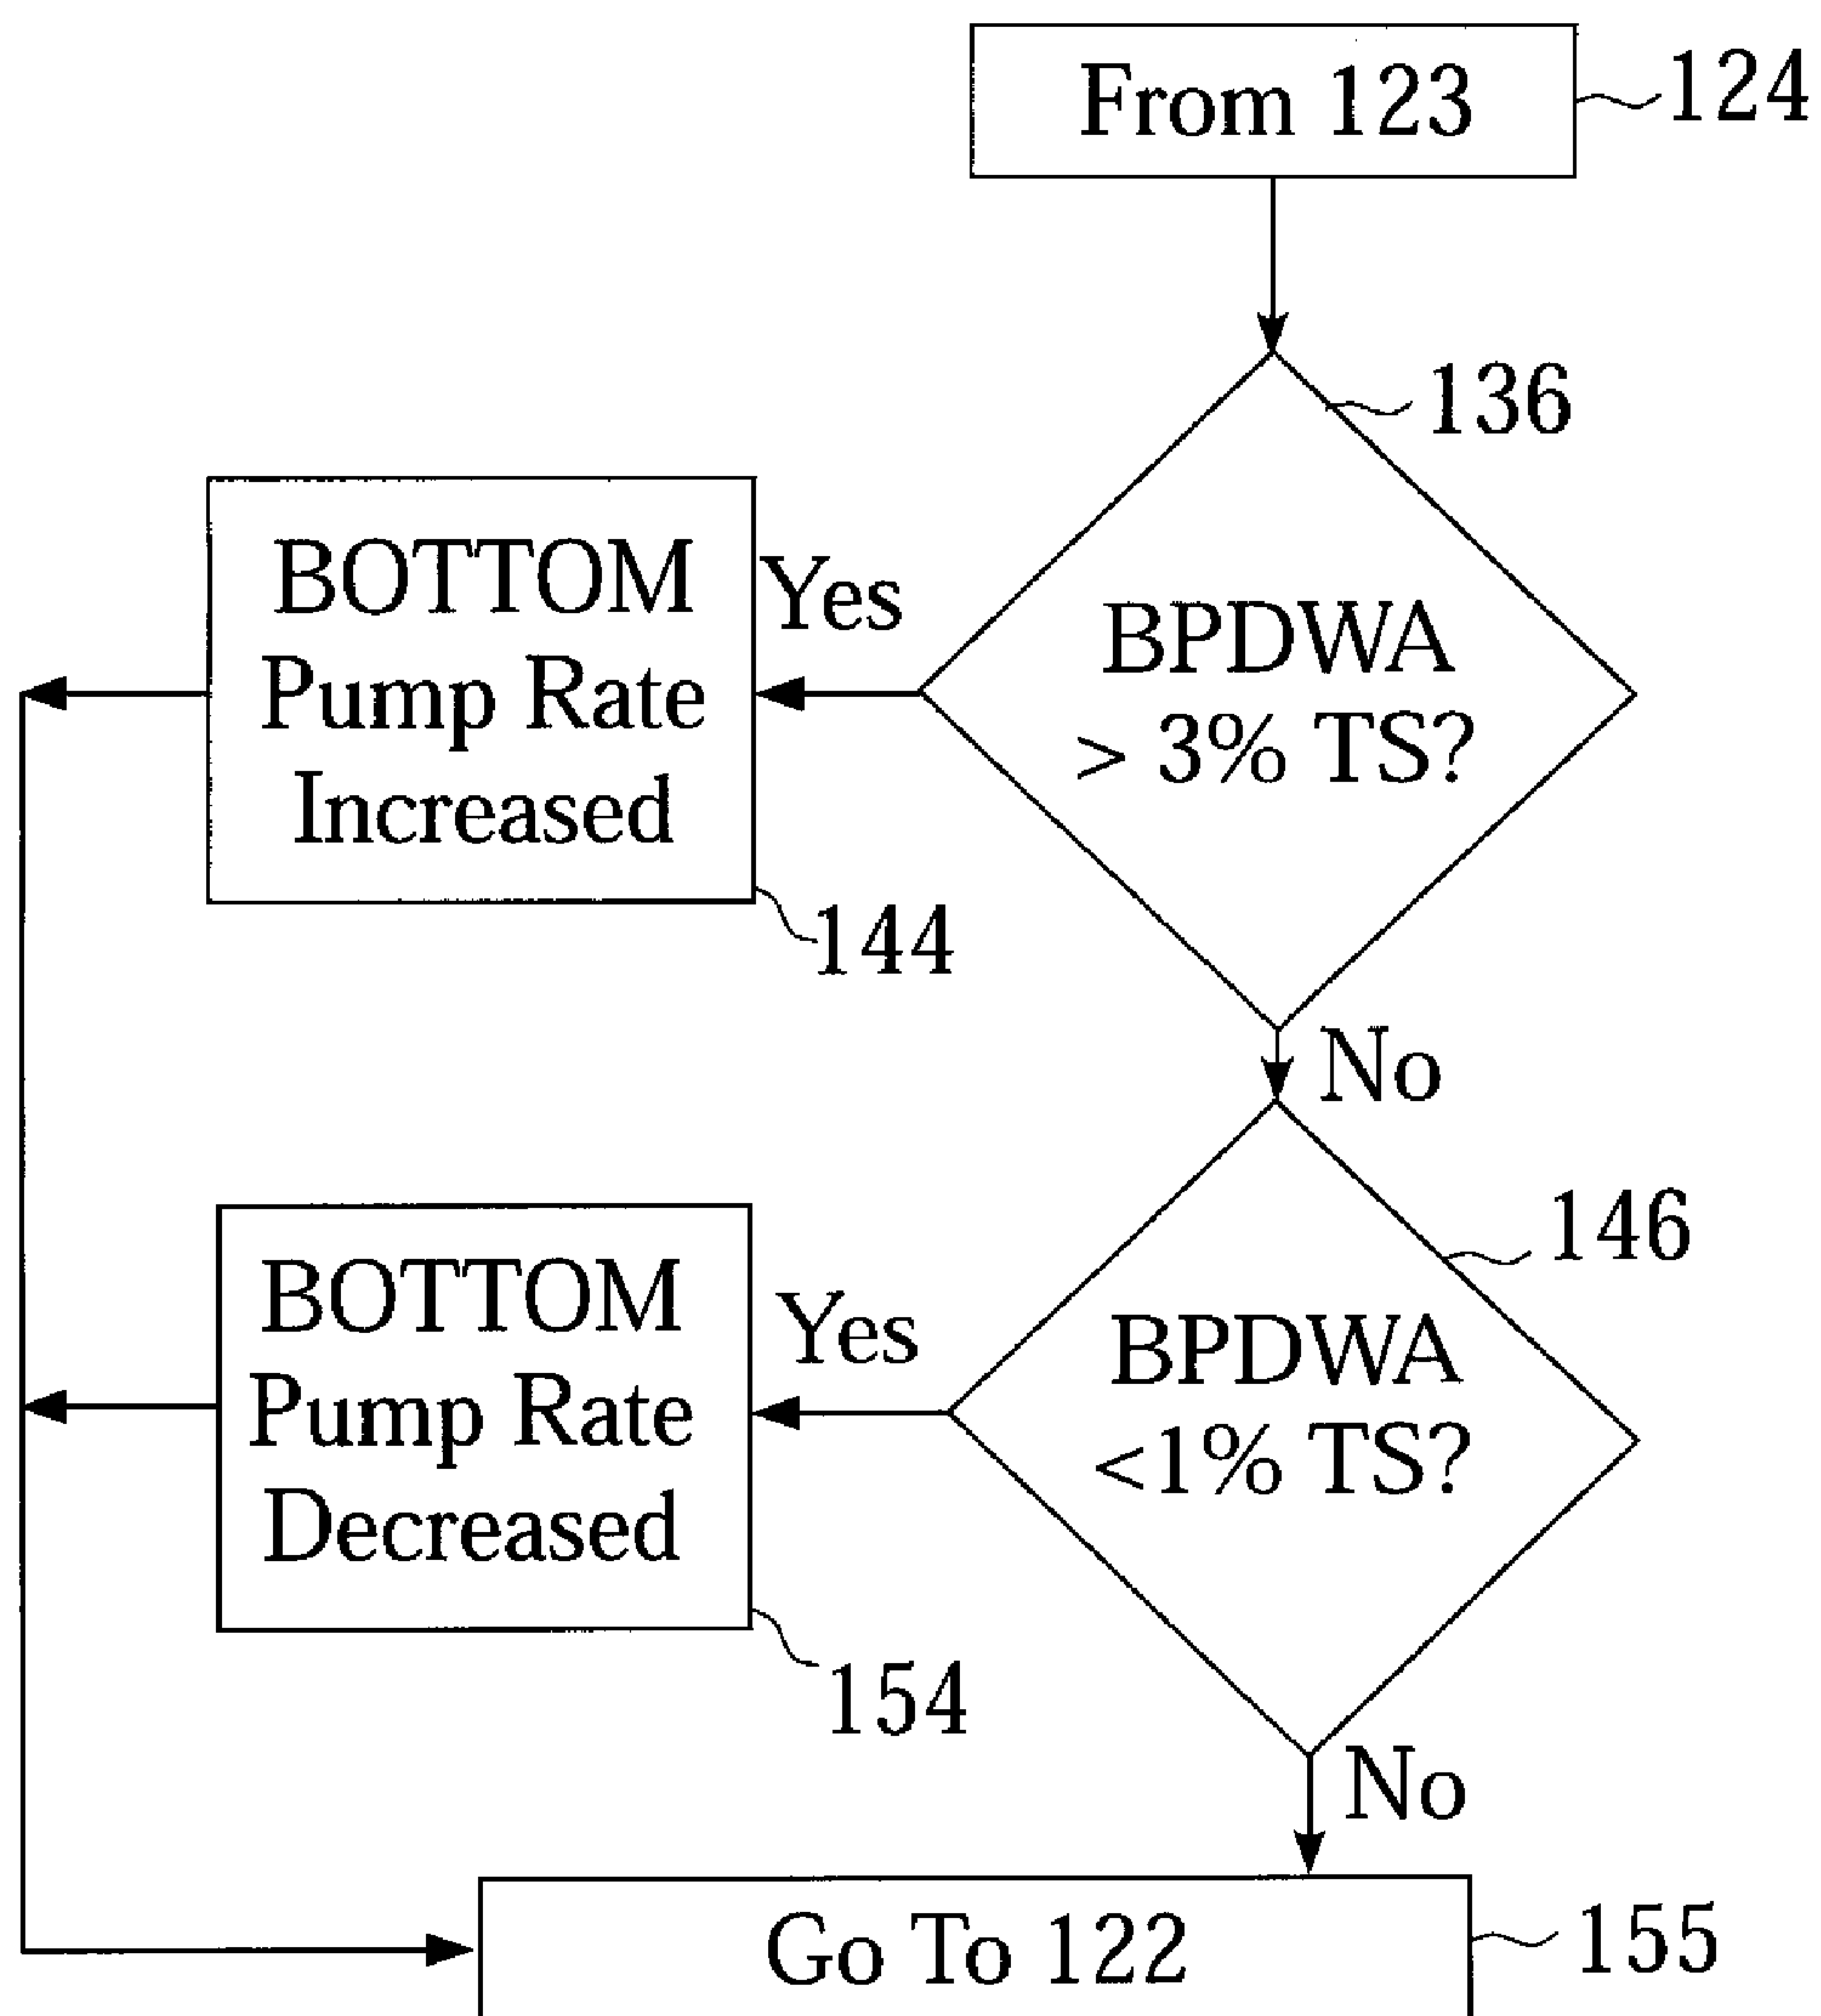 From 123
124
136
BOTTOM
Pump Rate
Increased
Yes
BPDWA
> 3% TS?
144
No
146
BOTTOM
Pump Rate
Decreased
Yes
BPDWA
<1% TS?
154
No
Go To 122
155